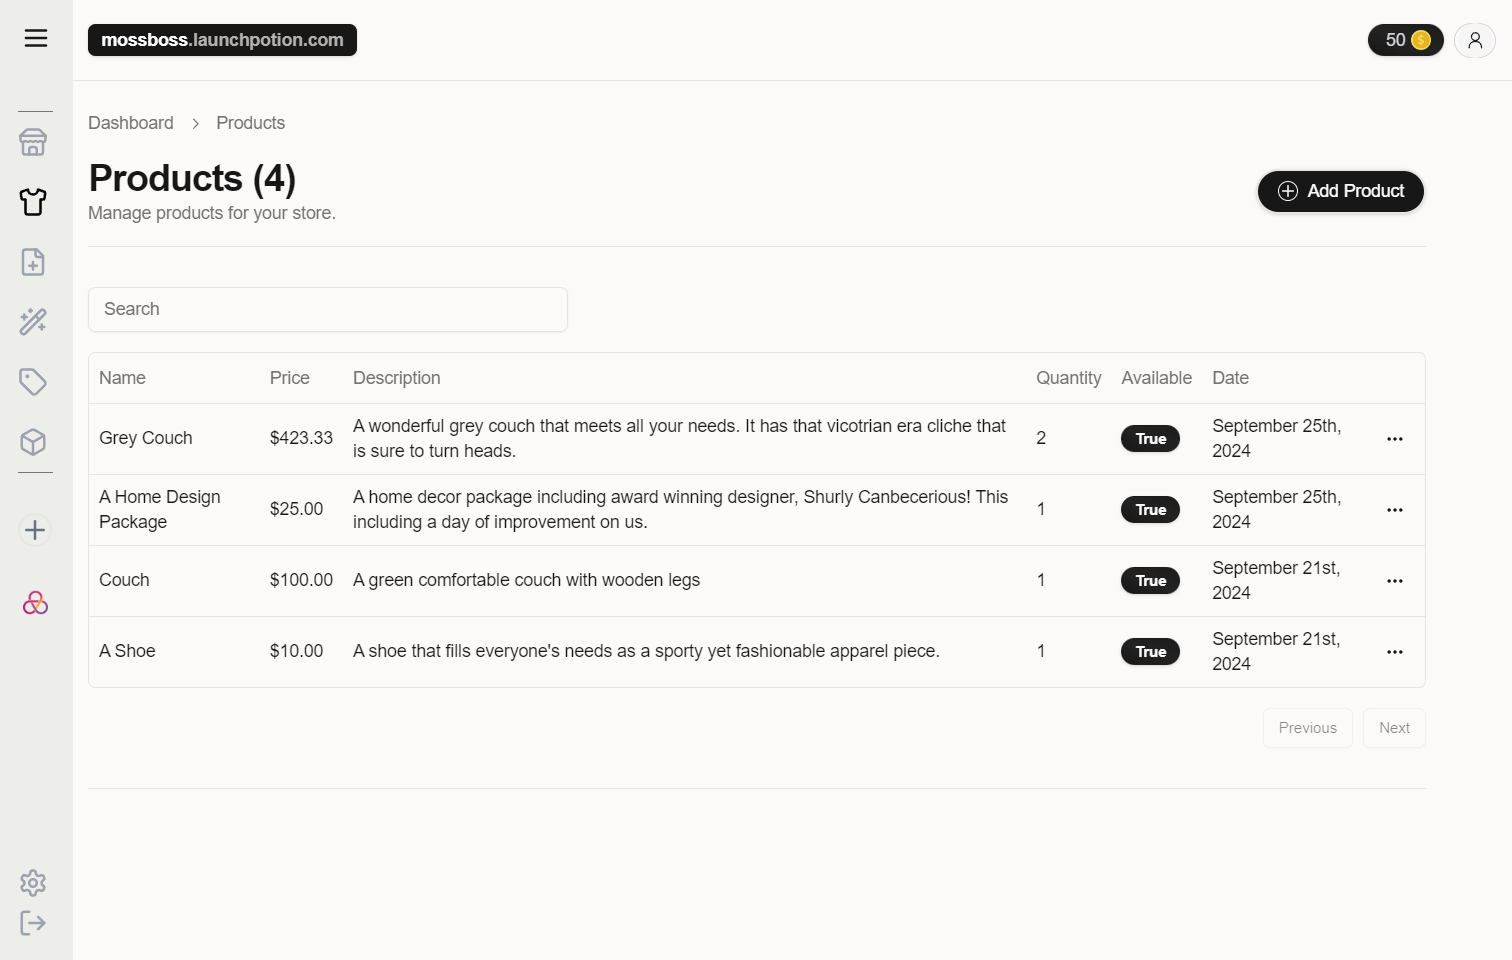 mossboss.launchpotion.com
50
Dashboard > Products
Products (4)
Manage products for your store.
Add Product
Search
Name Price Description Quantity Available Date
Grey Couch $423.33 A wonderful grey couch that meets all your needs. It has that vicotrian era cliche that 2 True September 25th,
is sure to turn heads. 2024
A Home Design $25.00 A home decor package including award winning designer, Shurly Canbecerious! This 1 True September 25th,
Package including a day of improvement on us. 2024
Couch $100.00 A green comfortable couch with wooden legs 1 True September 21st,
2024
A Shoe $10.00 A shoe that fills everyone's needs as a sporty yet fashionable apparel piece. 1 True September 21st,
2024
Previous Next